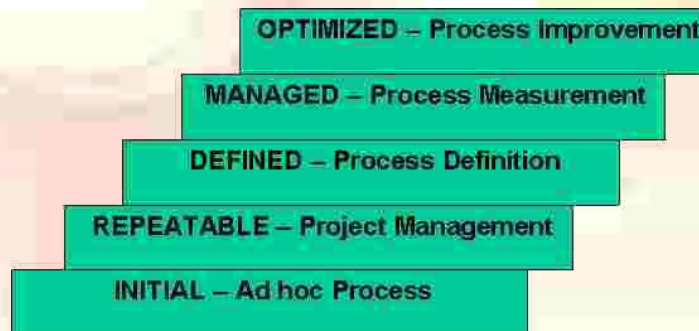 OPTIMIZED – Process Improvement
MANAGED – Process Measurement
DEFINED – Process Definition
REPEATABLE – Project Management
INITIAL – Ad hoc Process